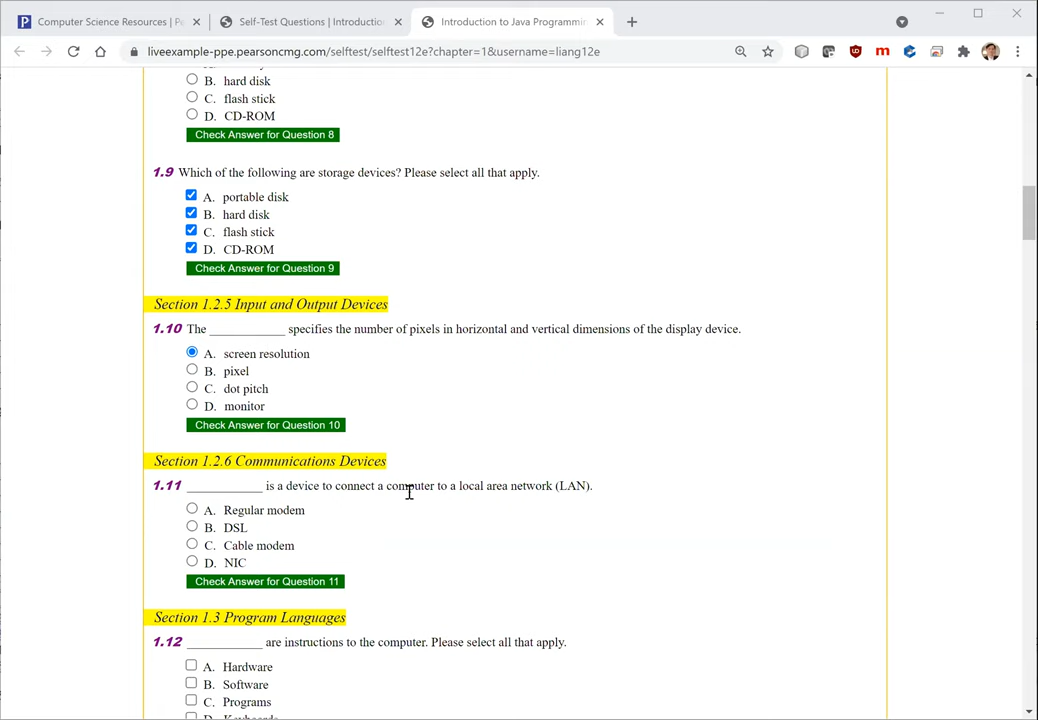 Computer Science Resources | Pe
Self-Test Questions | Introductio
Introduction to Java Programmin
liveexample-ppe.pearsoncmg.com/selftest/selftest12e?chapter=1&username=liang12e
B. hard disk
C. flash stick
D. CD-ROM
Check Answer for Question 8
1.9 Which of the following are storage devices? Please select all that apply.
A. portable disk
B. hard disk
C. flash stick
D. CD-ROM
Check Answer for Question 9
Section 1.2.5 Input and Output Devices
1.10 The ____________ specifies the number of pixels in horizontal and vertical dimensions of the display device.
A. screen resolution
B. pixel
C. dot pitch
D. monitor
Check Answer for Question 10
Section 1.2.6 Communications Devices
1.11 ____________ is a device to connect a computer to a local area network (LAN).
A. Regular modem
B. DSL
C. Cable modem
D. NIC
Check Answer for Question 11
Section 1.3 Program Languages
1.12 ____________ are instructions to the computer. Please select all that apply.
A. Hardware
B. Software
C. Programs
D. Keyboards